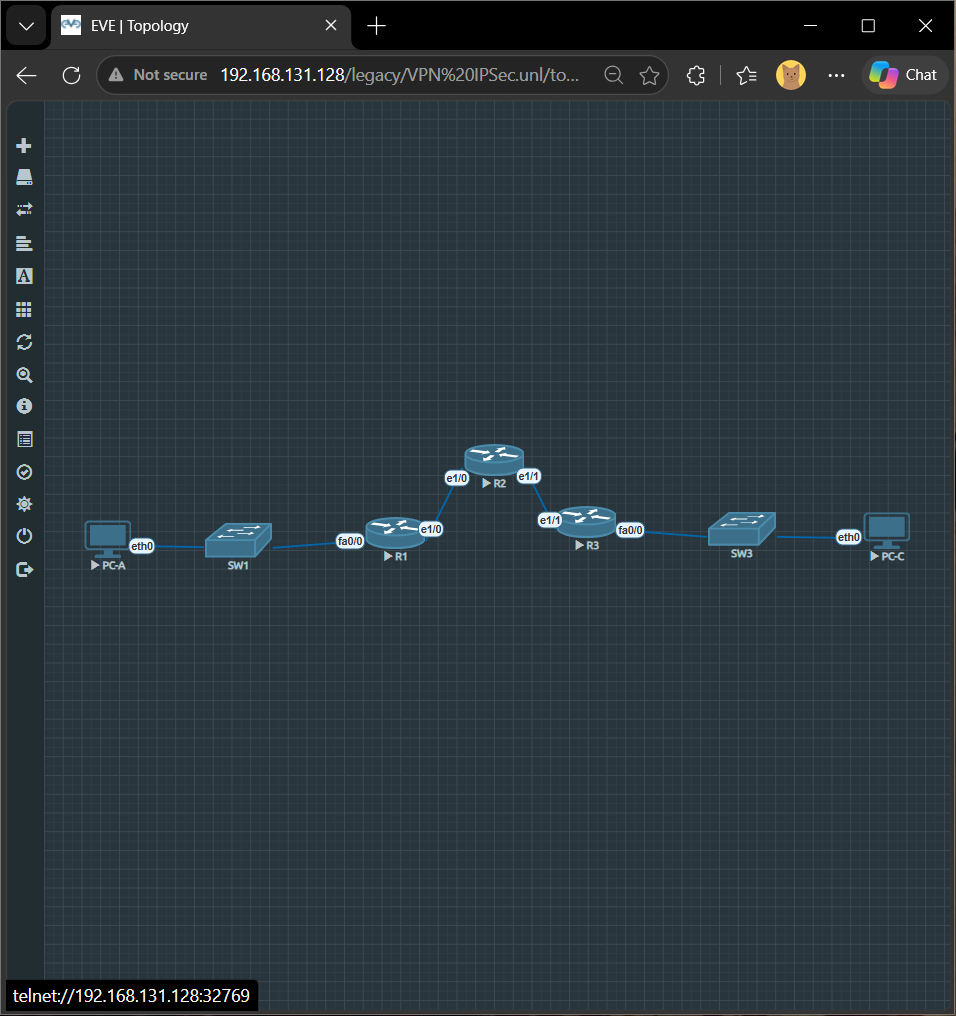 EVE | Topology
Not secure 192.168.131.128/legacy/VPN%20IPSec.unl/to...
Chat
A
R2
e1/0
e1/1
R1
fa0/0
e1/0
R3
e1/1
fa0/0
PC-A
eth0
SW1
SW3
eth0
PC-C
telnet://192.168.131.128:32769